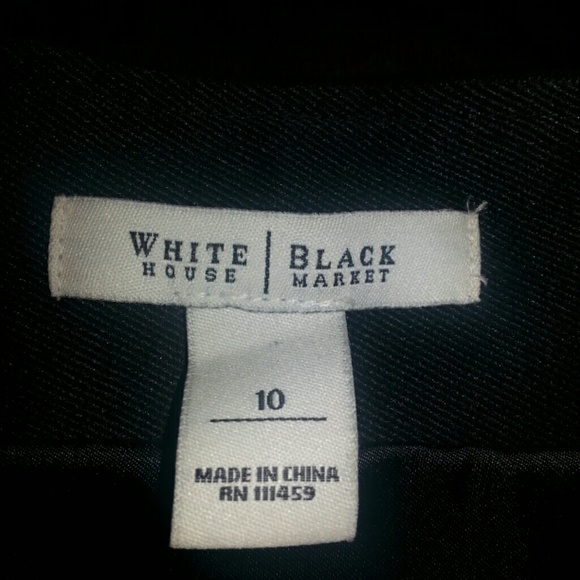 WHITE | BLACK
HOUSE MARKET
10
MADE IN CHINA
RN 111459